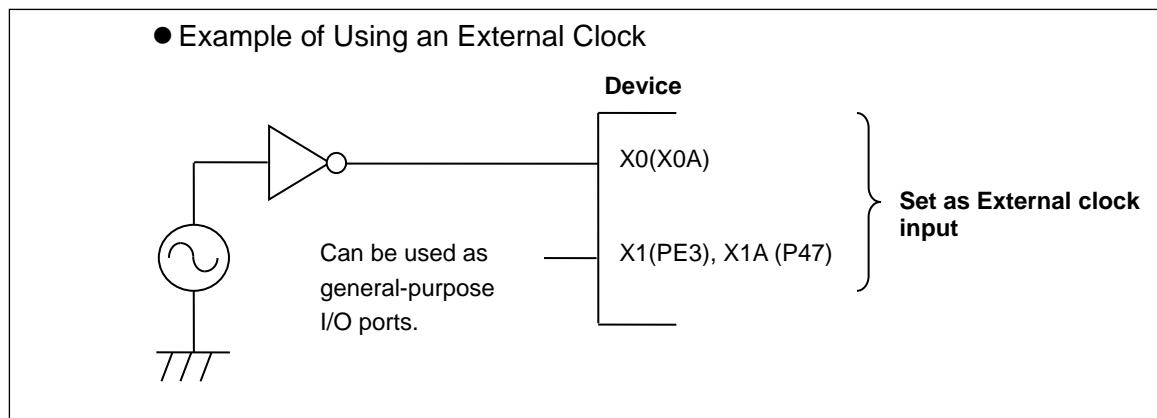 ● Example of Using an External Clock
Device
X0(X0A)
Set as External clock
input
Can be used as
general-purpose
I/O ports.
X1(PE3), X1A (P47)